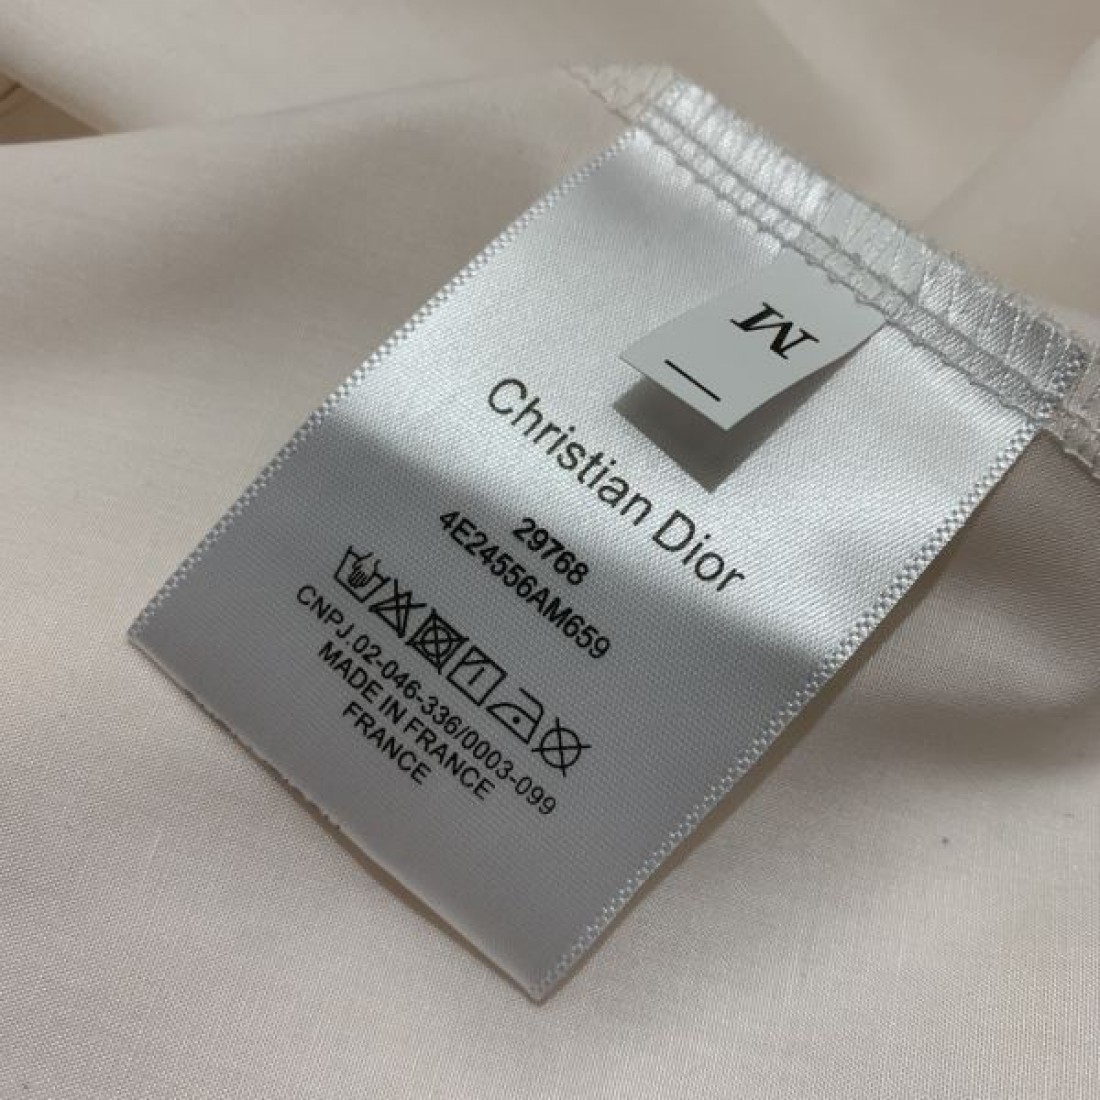 M
Christian Dior
29768
4E24556AM659
CNPJ.02-046-336/0003-099
MADE IN FRANCE
FRANCE